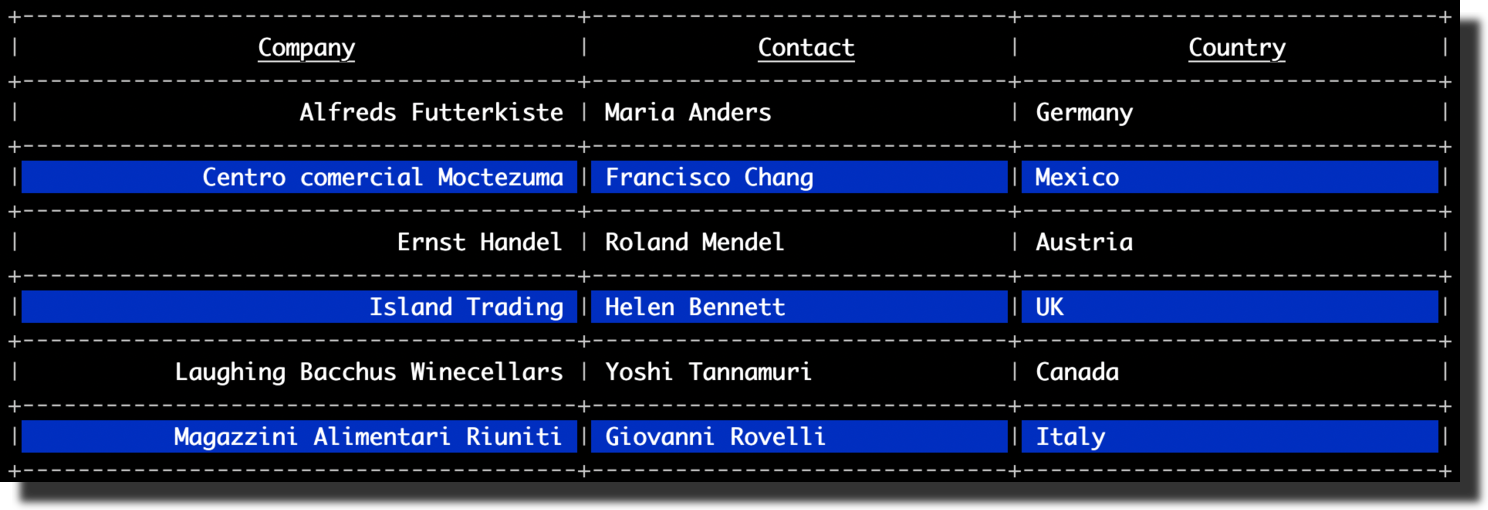 Company Contact Country
Alfreds Futterkiste Maria Anders Germany
Centro comercial Moctezuma Francisco Chang Mexico
Ernst Handel Roland Mendel Austria
Island Trading Helen Bennett UK
Laughing Bacchus Winecellars Yoshi Tannamuri Canada
Magazzini Alimentari Riuniti Giovanni Rovelli Italy